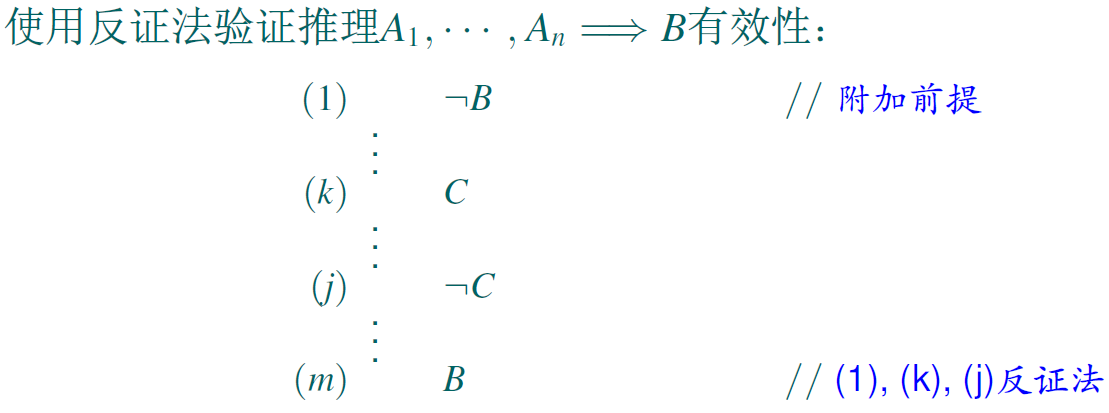 使用反证法验证推理A₁, ⋯ , Aₙ ⟹ B有效性：
(1) ¬B // 附加前提
⋮
(k) C
⋮
(j) ¬C
⋮
(m) B // (1), (k), (j)反证法